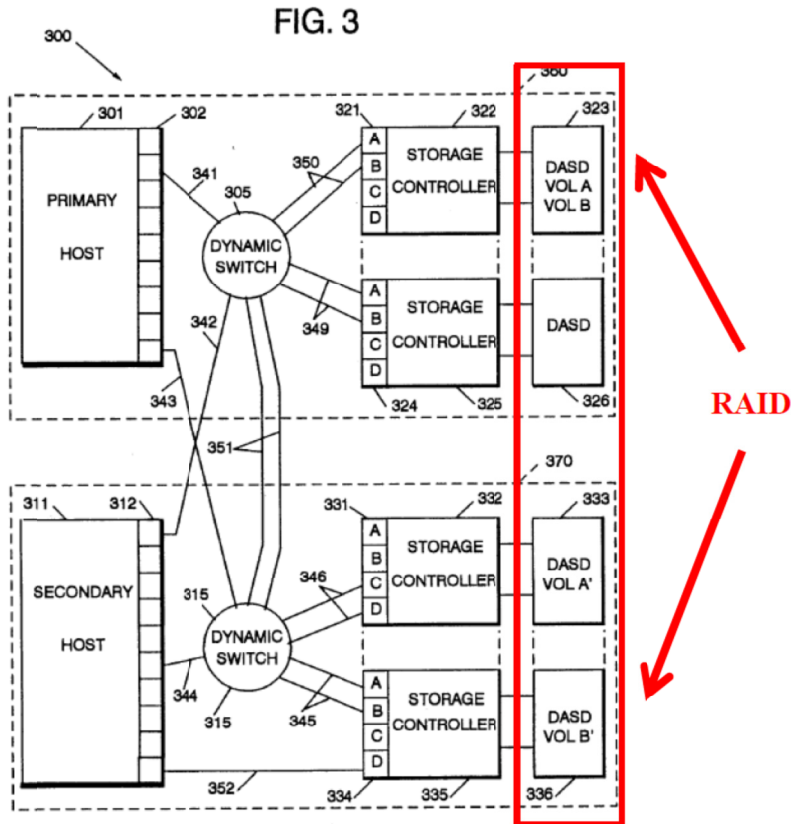 FIG. 3
300
360
301
302
321
322
323
A
B
C
D
STORAGE
CONTROLLER
DASD
VOL A
VOL B
350
341
305
PRIMARY
HOST
DYNAMIC
SWITCH
A
B
C
D
STORAGE
CONTROLLER
DASD
342
349
343
324
325
326
RAID
351
370
311
312
331
332
333
A
B
C
D
STORAGE
CONTROLLER
DASD
VOL A'
346
315
SECONDARY
HOST
DYNAMIC
SWITCH
344
315
345
A
B
C
D
STORAGE
CONTROLLER
DASD
VOL B'
352
334
335
336